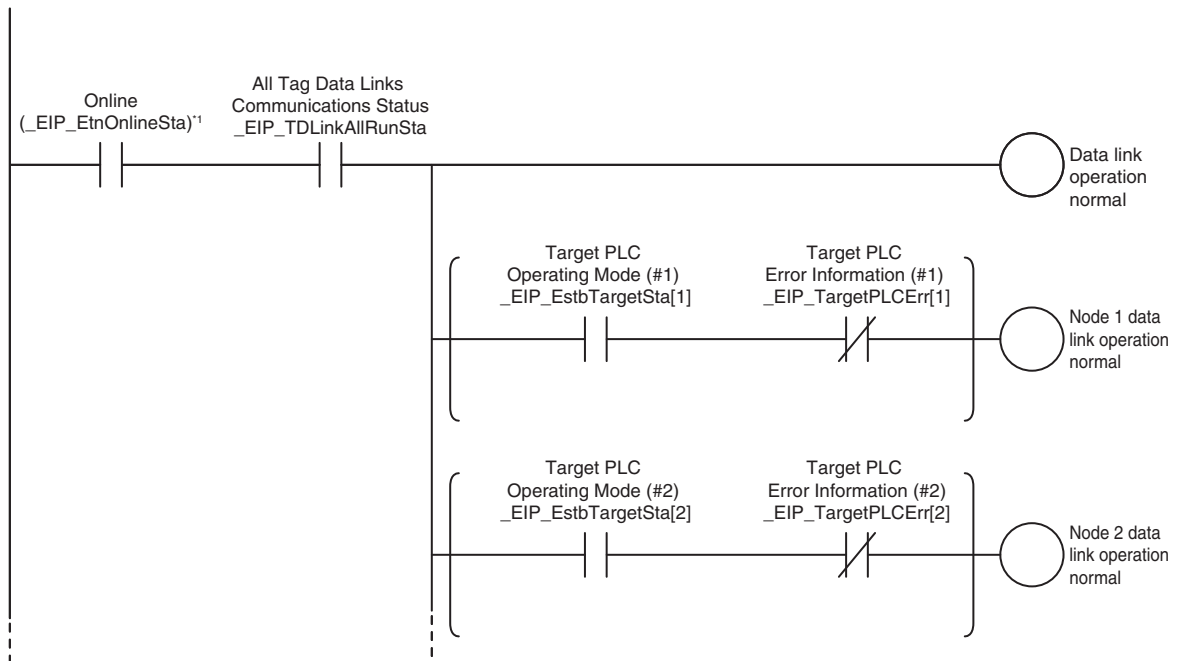 Online
(_EIP_EtnOnlineSta)*1
All Tag Data Links
Communications Status
_EIP_TDLinkAllRunSta
Data link
operation
normal
Target PLC
Operating Mode (#1)
_EIP_EstbTargetSta[1]
Target PLC
Error Information (#1)
_EIP_TargetPLCErr[1]
Node 1 data
link operation
normal
Target PLC
Operating Mode (#2)
_EIP_EstbTargetSta[2]
Target PLC
Error Information (#2)
_EIP_TargetPLCErr[2]
Node 2 data
link operation
normal